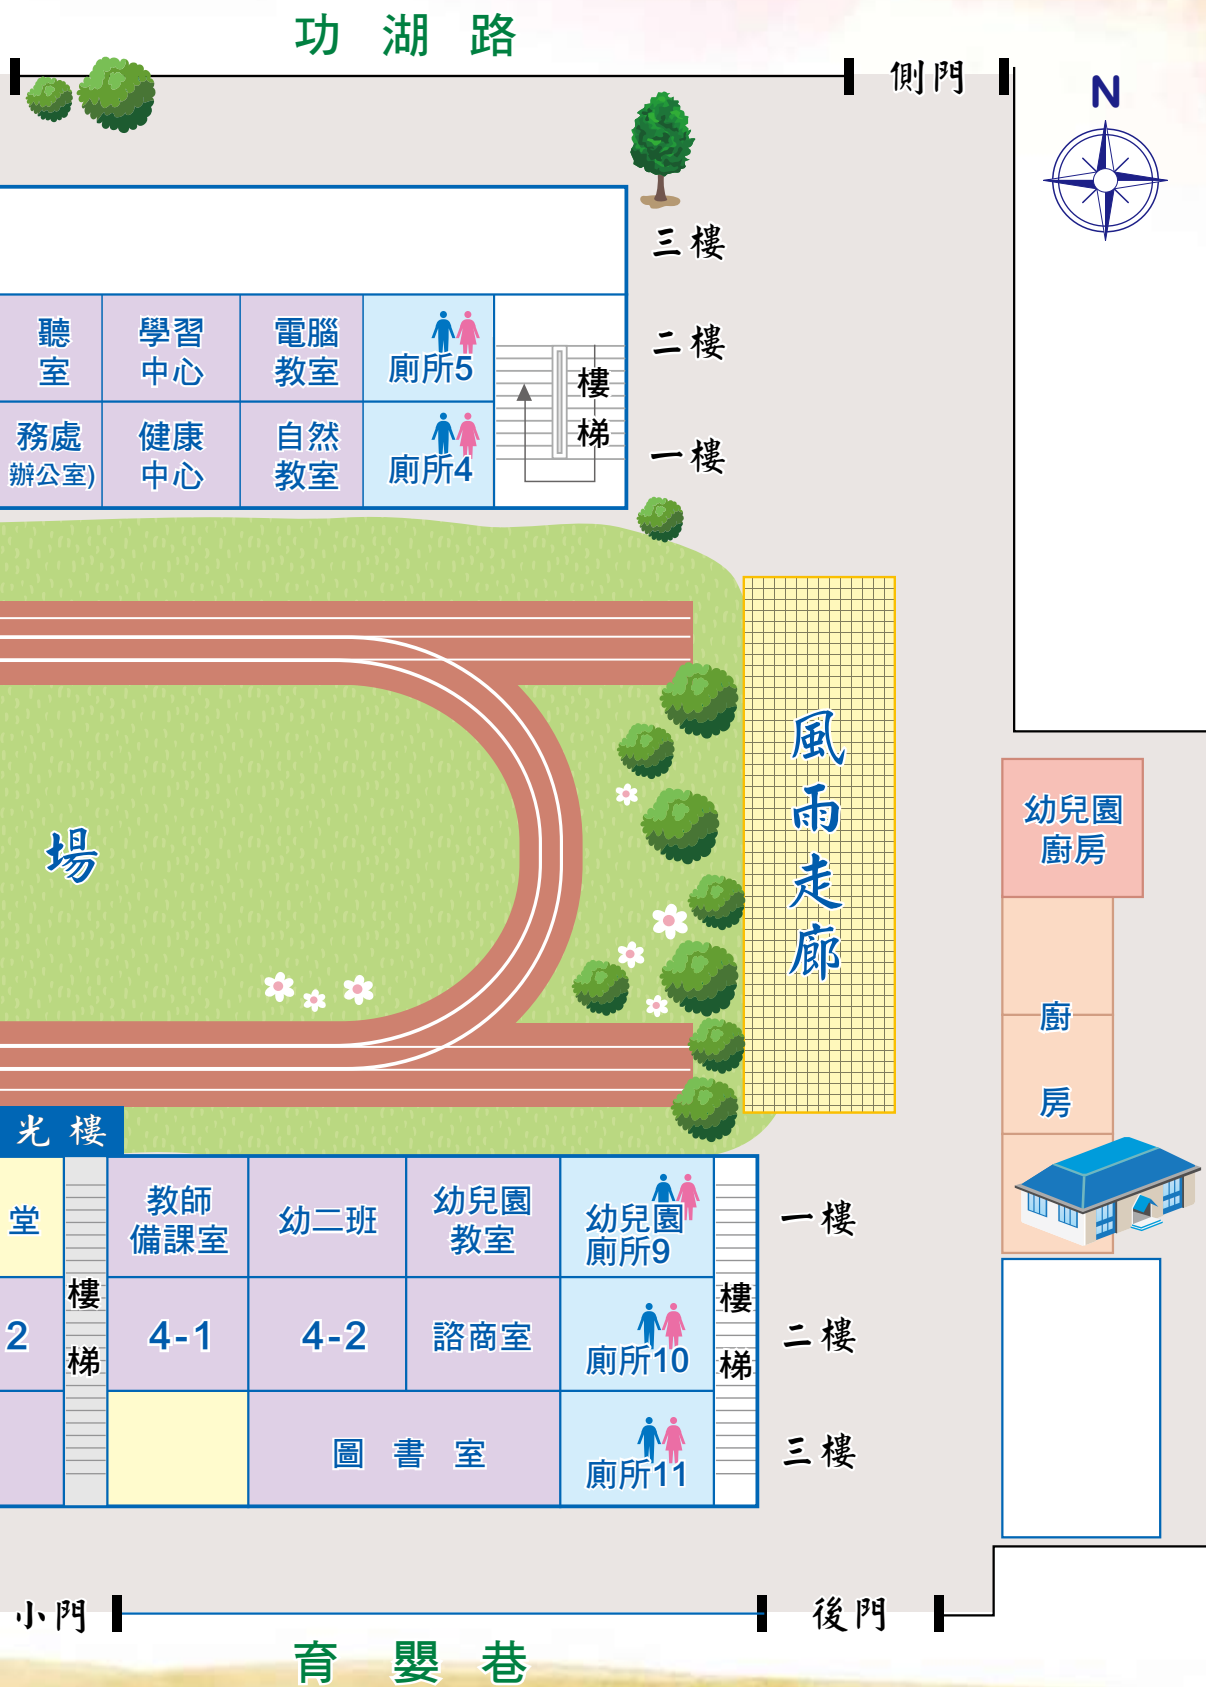 功湖路
側門
N
三樓
聽室
學習中心
電腦教室
廁所5
樓梯
二樓
務處
辦公室)
健康中心
自然教室
廁所4
一樓
場
風雨走廊
幼兒園
廚房
廚房
光樓
堂
樓梯
教師
備課室
幼二班
幼兒園
教室
幼兒園
廁所9
樓梯
一樓
2
4-1
4-2
諮商室
廁所10
二樓
圖書室
廁所11
三樓
小門
後門
育嬰巷